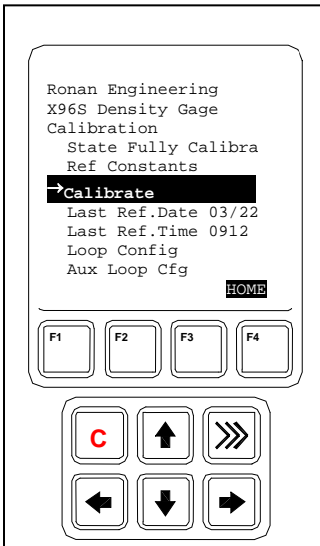 Ronan Engineering
X96S Density Gage
Calibration
State Fully Calibra
Ref Constants
→Calibrate
Last Ref.Date 03/22
Last Ref.Time 0912
Loop Config
Aux Loop Cfg
HOME
F1 F2 F3 F4
C